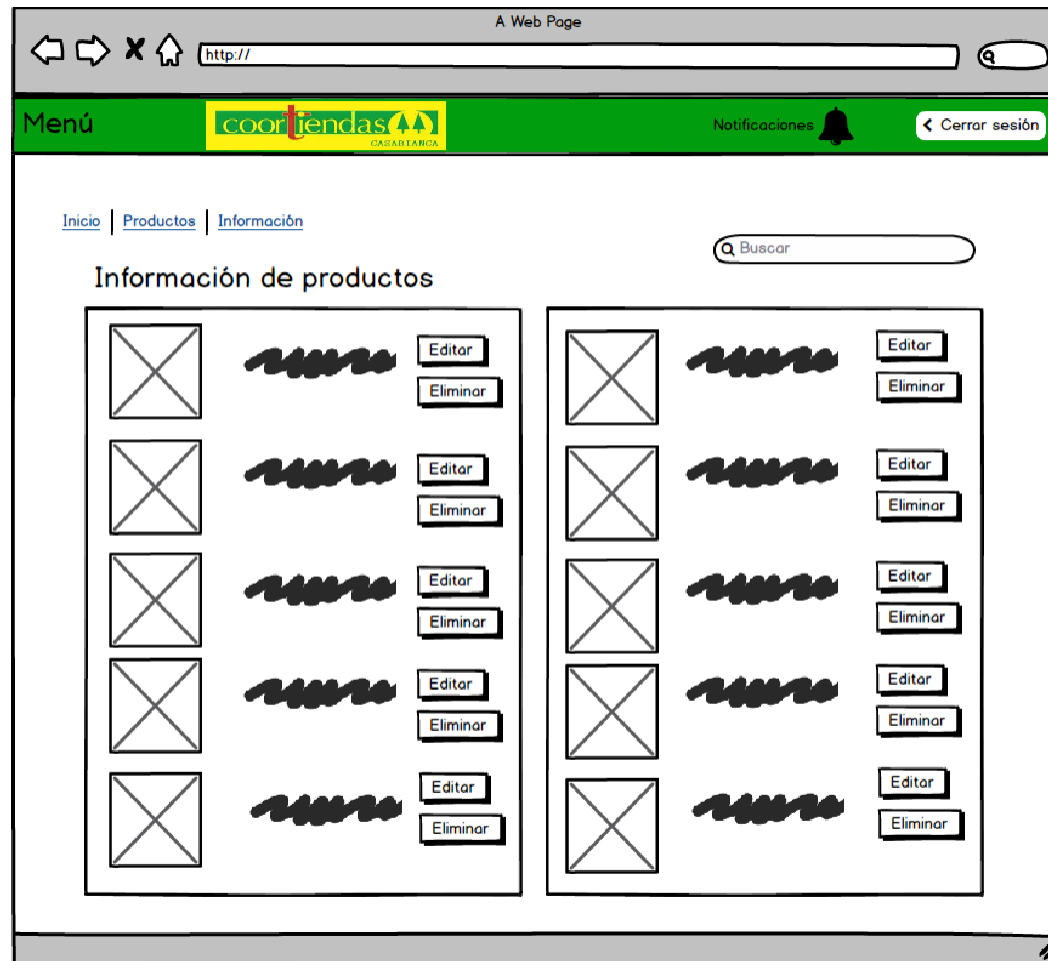 A Web Page
http://
Menú
coortiendas
CASABIANCA
Notificaciones
Cerrar sesión
Inicio Productos Información
Buscar
Información de productos
Editar
Eliminar
Editar
Eliminar
Editar
Eliminar
Editar
Eliminar
Editar
Eliminar
Editar
Eliminar
Editar
Eliminar
Editar
Eliminar
Editar
Eliminar
Editar
Eliminar